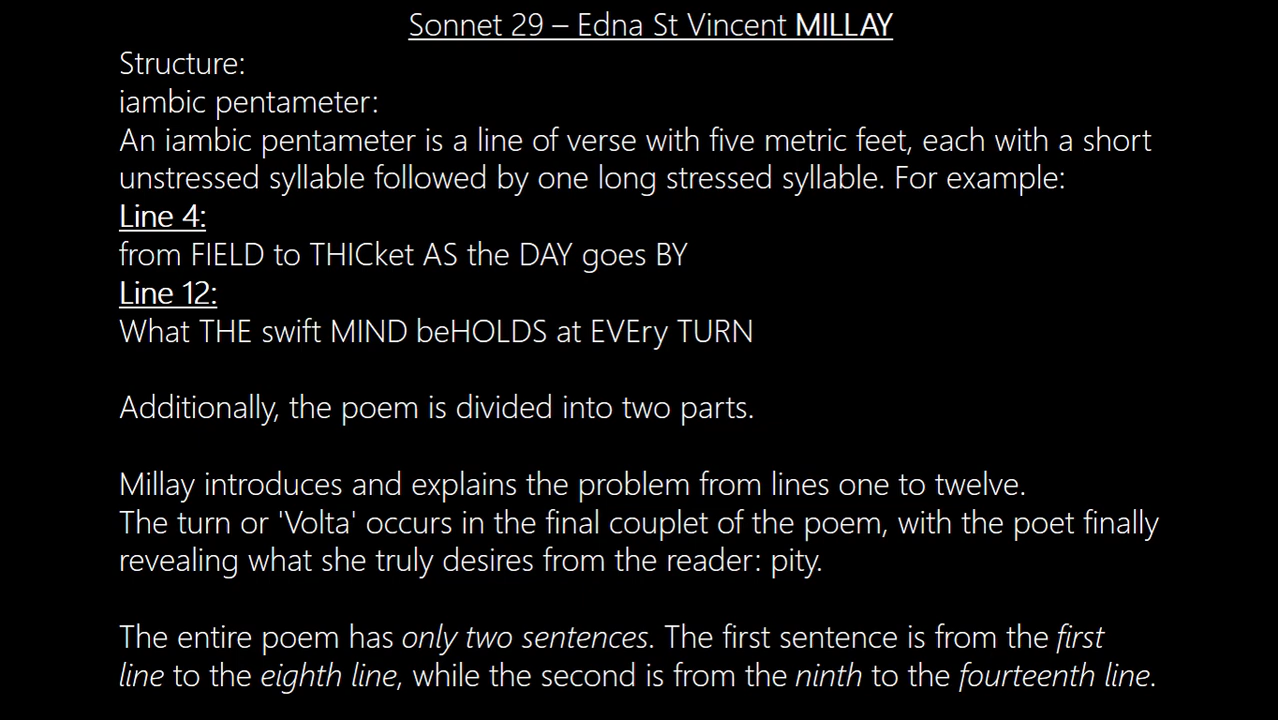 Sonnet 29 – Edna St Vincent MILLAY
Structure:
iambic pentameter:
An iambic pentameter is a line of verse with five metric feet, each with a short
unstressed syllable followed by one long stressed syllable. For example:
Line 4:
from FIELD to THICket AS the DAY goes BY
Line 12:
What THE swift MIND beHOLDS at EVEry TURN
Additionally, the poem is divided into two parts.
Millay introduces and explains the problem from lines one to twelve.
The turn or 'Volta' occurs in the final couplet of the poem, with the poet finally
revealing what she truly desires from the reader: pity.
The entire poem has only two sentences. The first sentence is from the first
line to the eighth line, while the second is from the ninth to the fourteenth line.